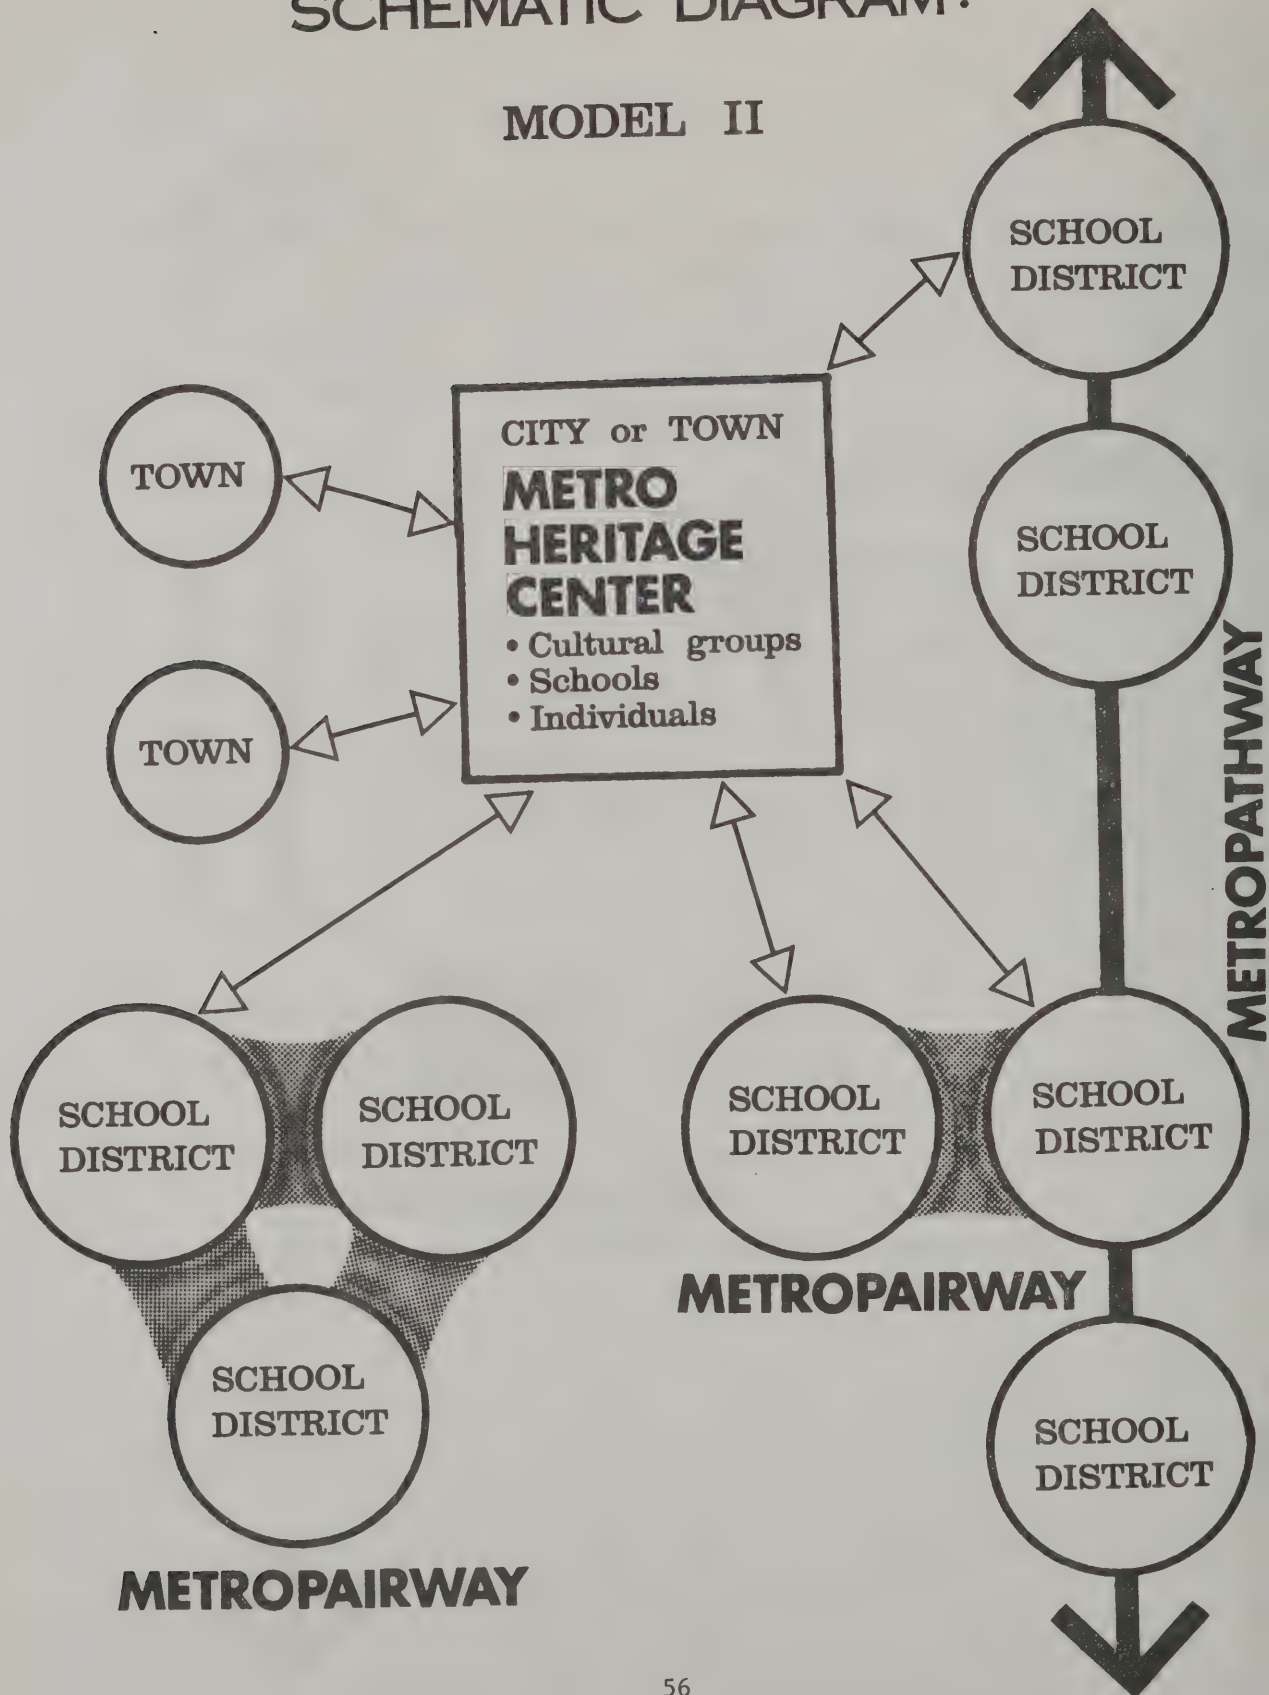 SCHEMATIC DIAGRAM:
MODEL II
SCHOOL
DISTRICT
CITY or TOWN
METRO
HERITAGE
CENTER
• Cultural groups
• Schools
• Individuals
TOWN
SCHOOL
DISTRICT
TOWN
METROPATHWAY
SCHOOL
DISTRICT
SCHOOL
DISTRICT
SCHOOL
DISTRICT
SCHOOL
DISTRICT
METROPAIRWAY
SCHOOL
DISTRICT
SCHOOL
DISTRICT
METROPAIRWAY
56